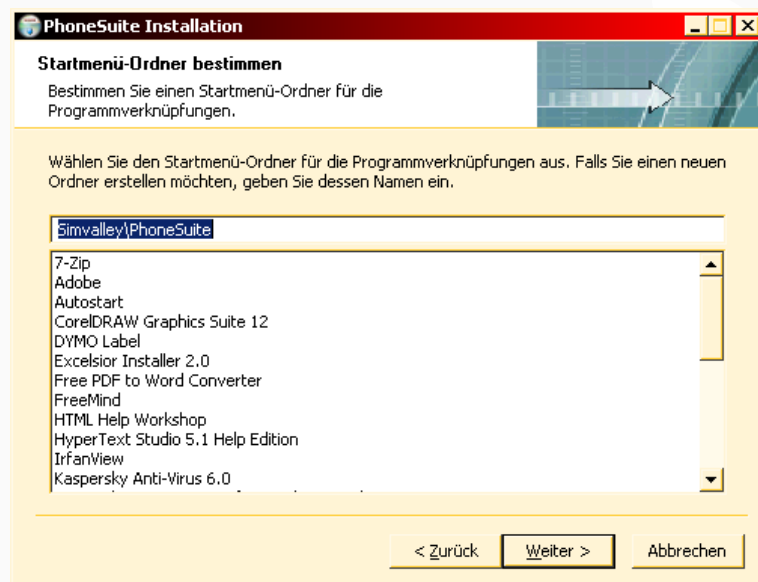 PhoneSuite Installation
Startmenü-Ordner bestimmen
Bestimmen Sie einen Startmenü-Ordner für die
Programmverknüpfungen.
Wählen Sie den Startmenü-Ordner für die Programmverknüpfungen aus. Falls Sie einen neuen
Ordner erstellen möchten, geben Sie dessen Namen ein.
Simvalley\PhoneSuite
7-Zip
Adobe
Autostart
CorelDRAW Graphics Suite 12
DYMO Label
Excelsior Installer 2.0
Free PDF to Word Converter
FreeMind
HTML Help Workshop
HyperText Studio 5.1 Help Edition
IrfanView
Kaspersky Anti-Virus 6.0
< Zurück Weiter > Abbrechen